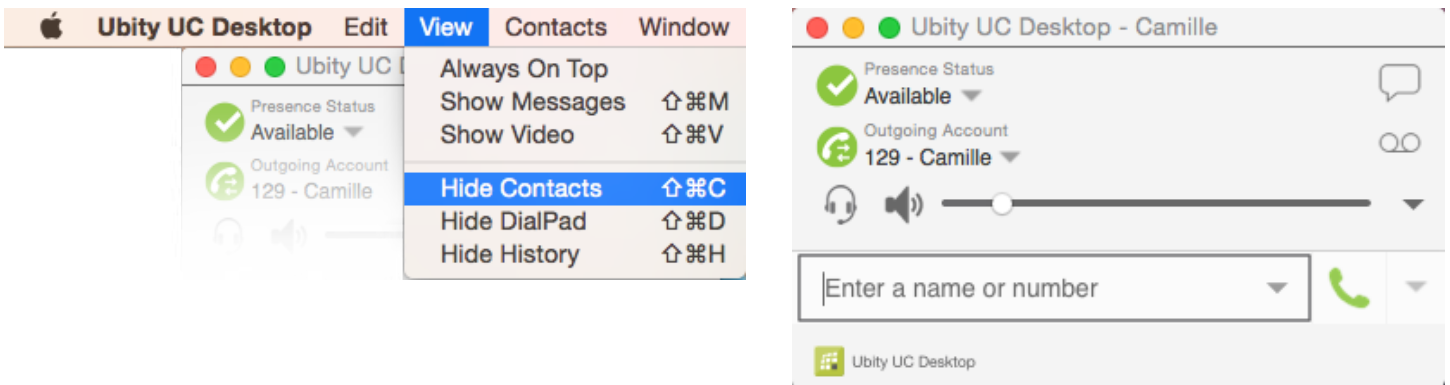 Ubity UC Desktop Edit View Contacts Window
Ubity UC
Always On Top
Show Messages ⇧⌘M
Show Video ⇧⌘V
Hide Contacts ⇧⌘C
Hide DialPad ⇧⌘D
Hide History ⇧⌘H
Presence Status
Available
Outgoing Account
129 - Camille
Ubity UC Desktop - Camille
Presence Status
Available
Outgoing Account
129 - Camille
Enter a name or number
Ubity UC Desktop